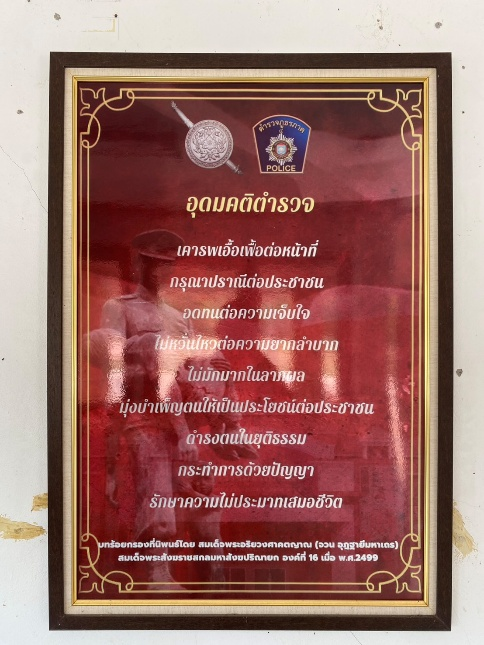 ตำรวจภูธรภาค
POLICE
อุดมคติตำรวจ
เคารพเอื้อเฟื้อต่อหน้าที่
กรุณาปราณีต่อประชาชน
อดทนต่อความเจ็บใจ
ไม่หวั่นไหวต่อความยากลำบาก
ไม่มักมากในลาภผล
มุ่งบำเพ็ญตนให้เป็นประโยชน์ต่อประชาชน
ดำรงตนในยุติธรรม
กระทำการด้วยปัญญา
รักษาความไม่ประมาทเสมอชีวิต
บทร้อยกรองที่นิพนธ์โดย สมเด็จพระอริยวงศาคตญาณ (จวน อุฏฐายีมหาเถร)
สมเด็จพระสังฆราชสกลมหาสังฆปริณายก องค์ที่ 16 เมื่อ พ.ศ.2499